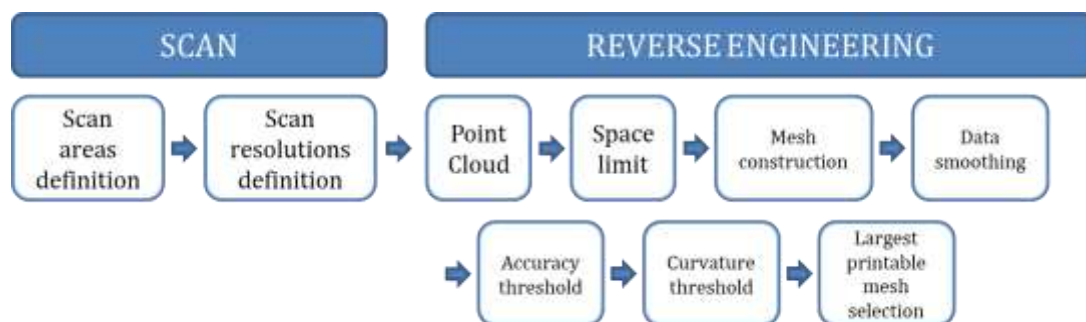 SCAN
REVERSE ENGINEERING
Scan
areas
definition
Scan
resolutions
definition
Point
Cloud
Space
limit
Mesh
construction
Data
smoothing
Accuracy
threshold
Curvature
threshold
Largest
printable
mesh
selection